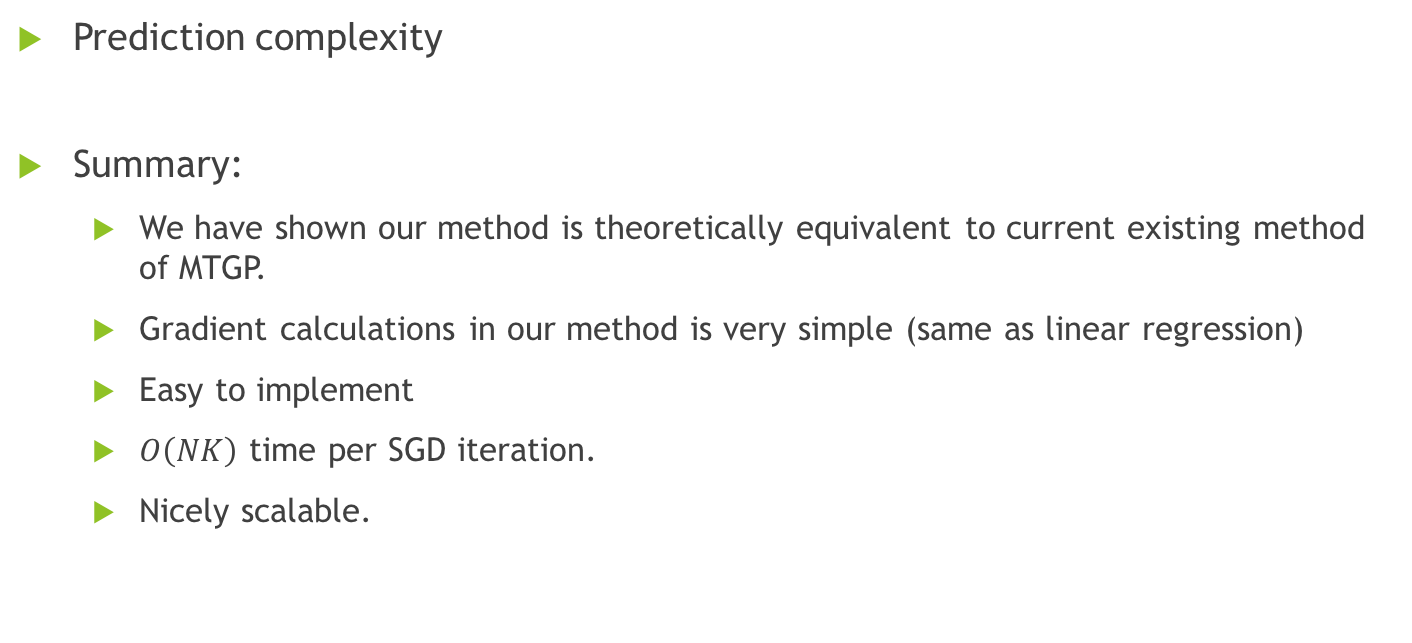 Prediction complexity
Summary:
We have shown our method is theoretically equivalent to current existing method
of MTGP.
Gradient calculations in our method is very simple (same as linear regression)
Easy to implement
O(NK) time per SGD iteration.
Nicely scalable.